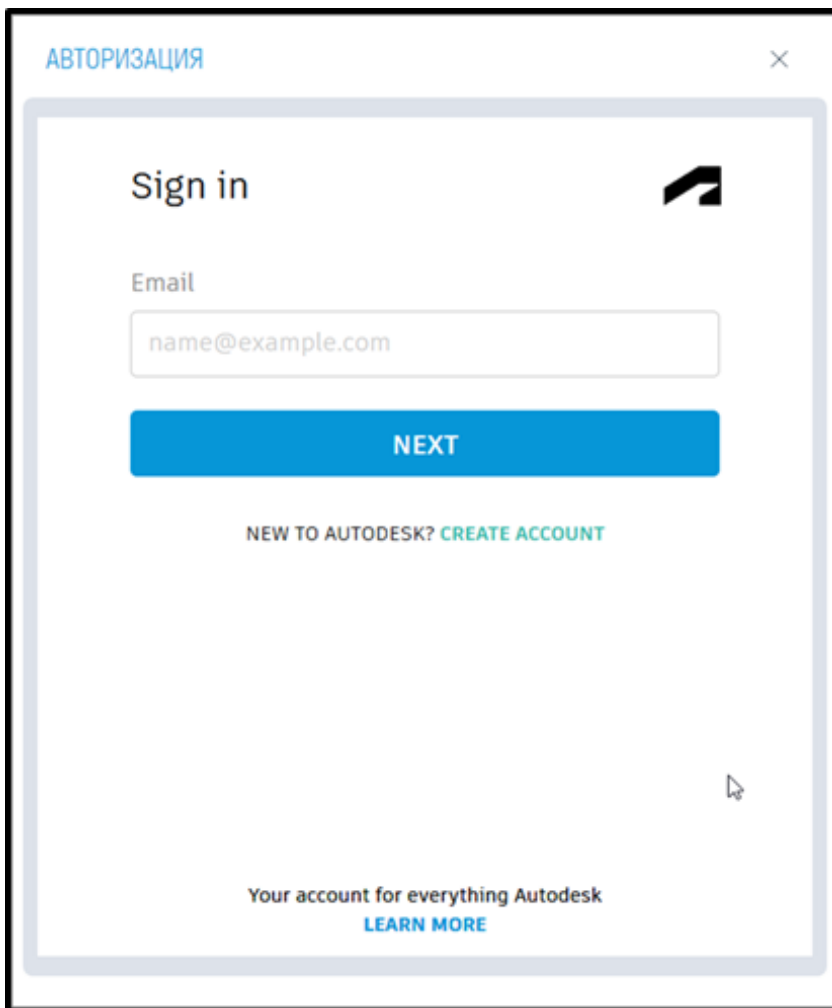 АВТОРИЗАЦИЯ
Sign in
Email
name@example.com
NEXT
NEW TO AUTODESK? CREATE ACCOUNT
Your account for everything Autodesk
LEARN MORE